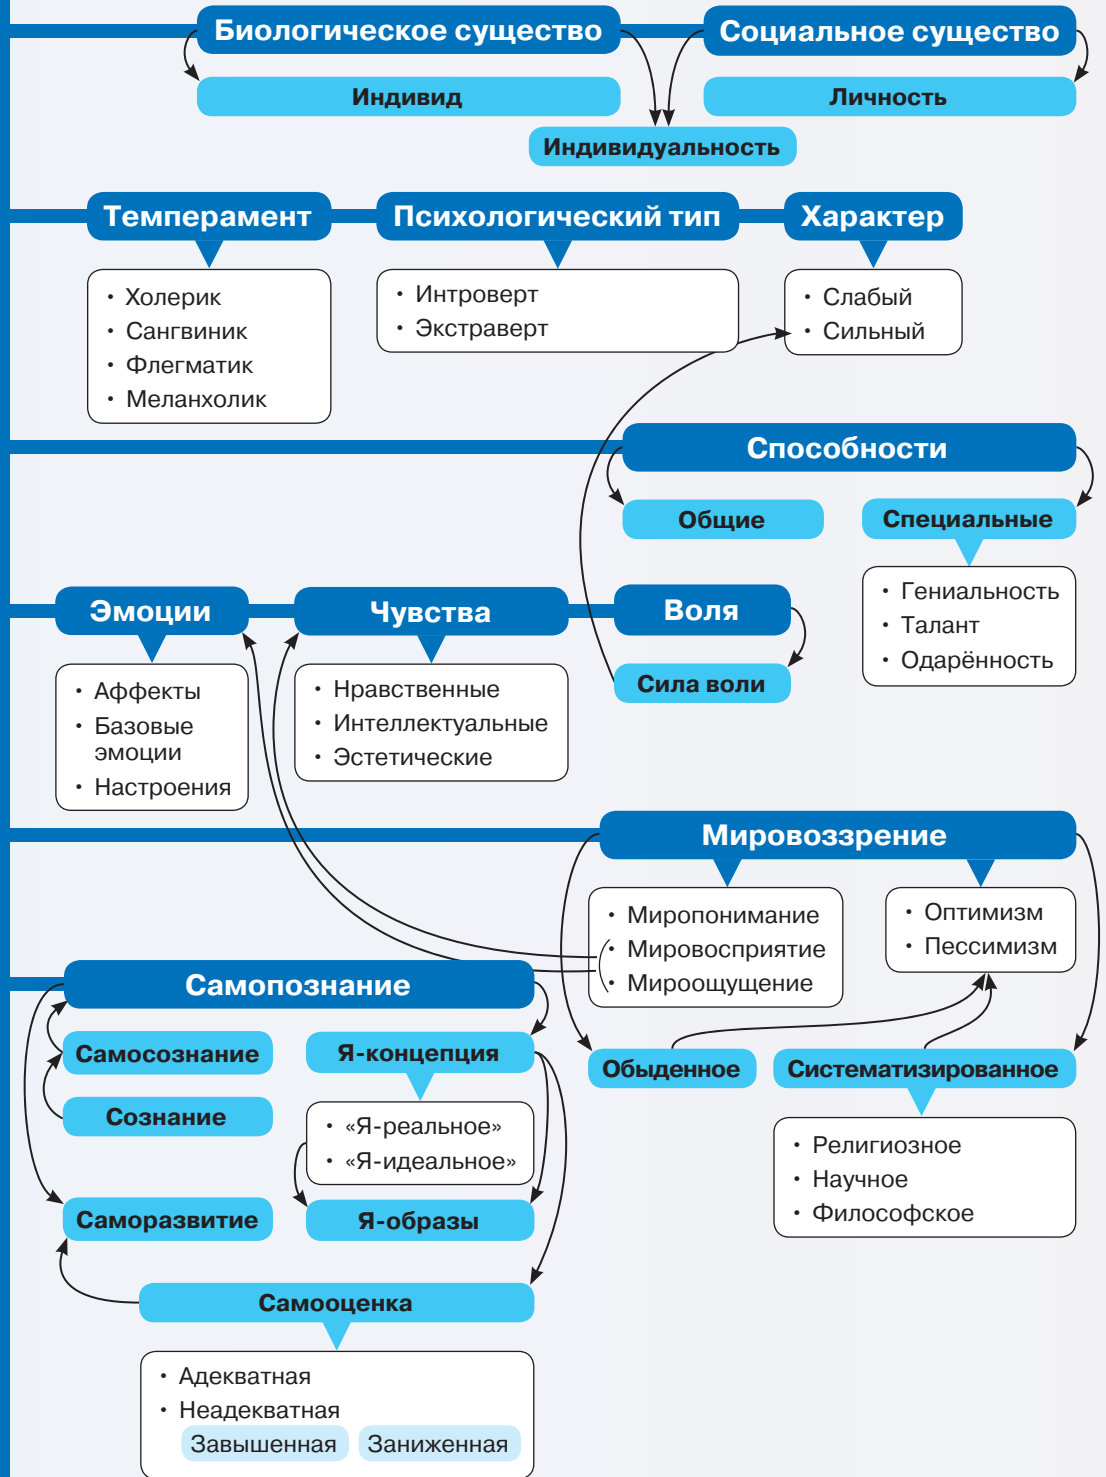 Биологическое существо
Социальное существо
Индивид
Личность
Индивидуальность
Темперамент
Психологический тип
Характер
• Холерик
• Сангвиник
• Флегматик
• Меланхолик
• Интроверт
• Экстраверт
• Слабый
• Сильный
Способности
Общие
Специальные
• Гениальность
• Талант
• Одарённость
Эмоции
Чувства
Воля
Сила воли
• Аффекты
• Базовые
эмоции
• Настроения
• Нравственные
• Интеллектуальные
• Эстетические
Мировоззрение
• Миропонимание
• Мировосприятие
• Мироощущение
• Оптимизм
• Пессимизм
Обыденное
Систематизированное
• Религиозное
• Научное
• Философское
Самопознание
Самосознание
Я-концепция
Сознание
• «Я-реальное»
• «Я-идеальное»
Саморазвитие
Я-образы
Самооценка
• Адекватная
• Неадекватная
Завышенная
Заниженная